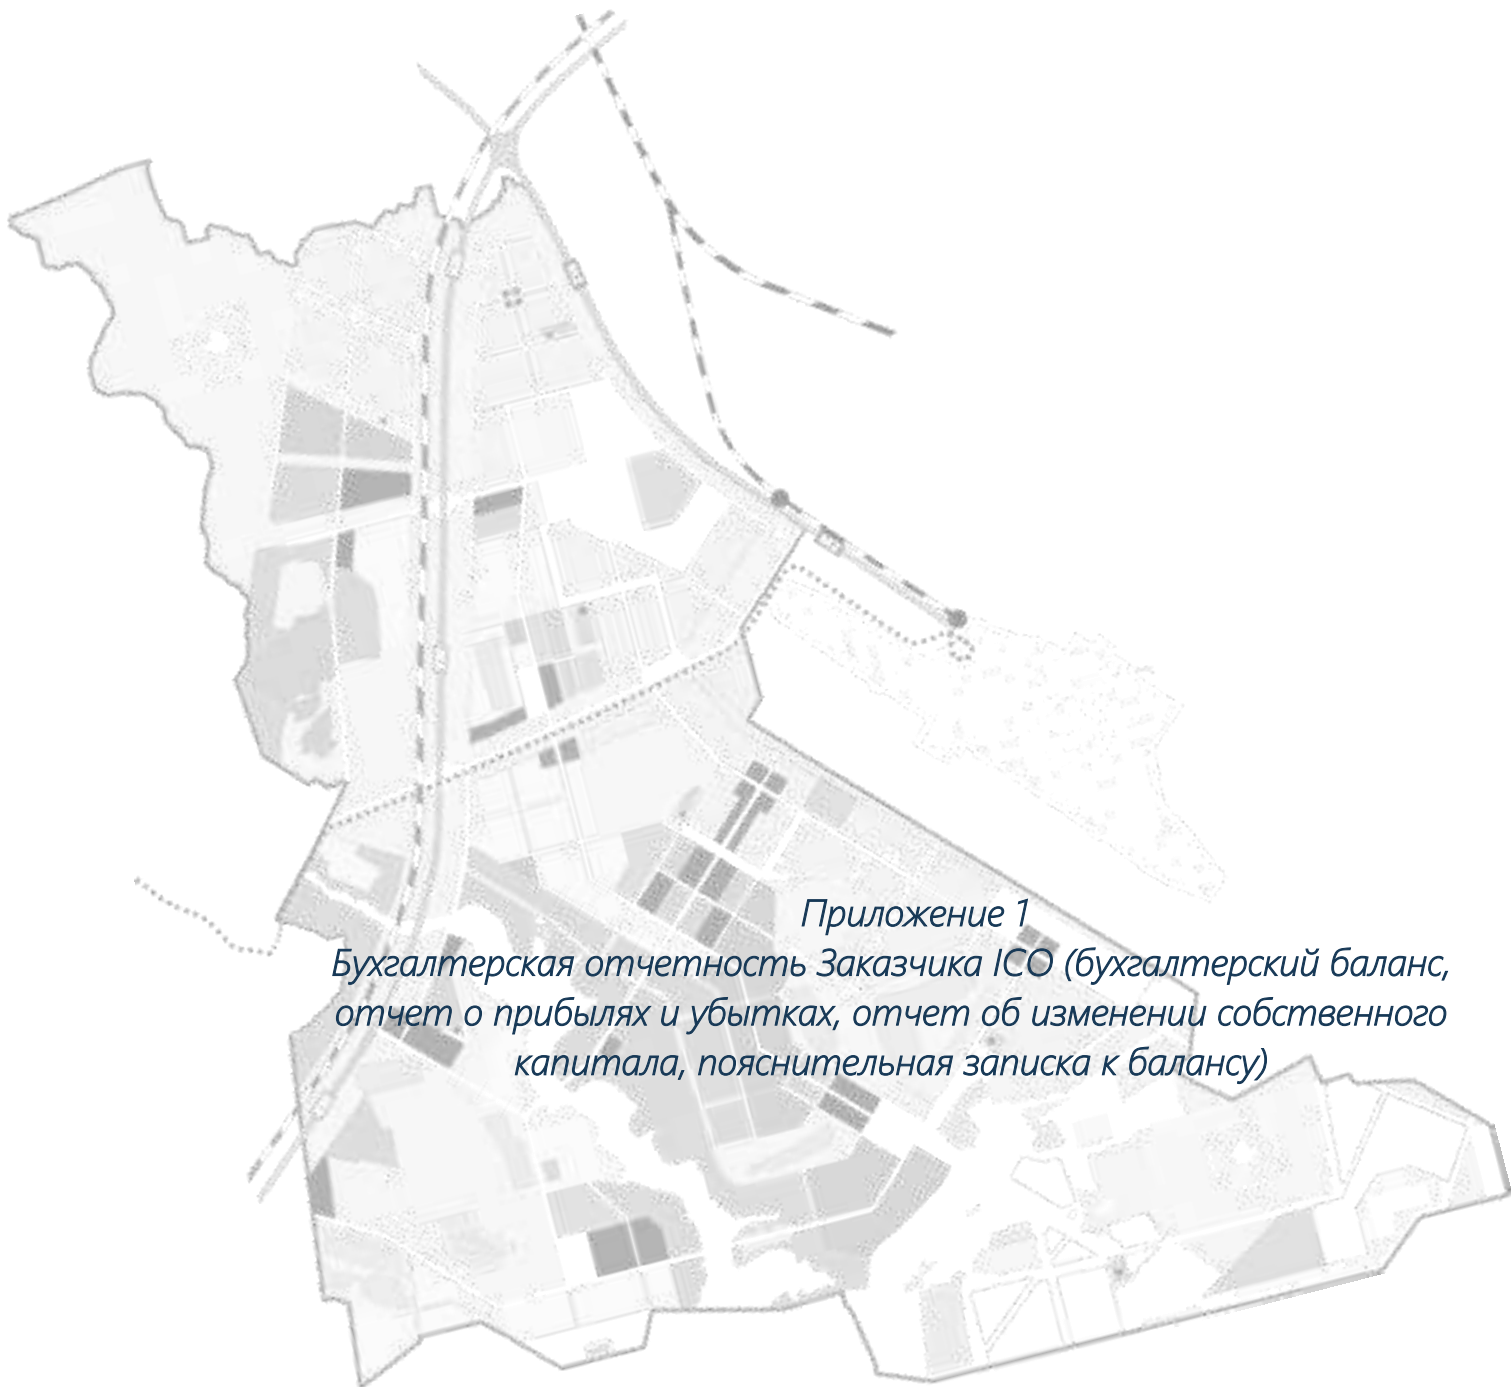 Приложение 1
Бухгалтерская отчетность Заказчика ICO (бухгалтерский баланс,
отчет о прибылях и убытках, отчет об изменении собственного
капитала, пояснительная записка к балансу)